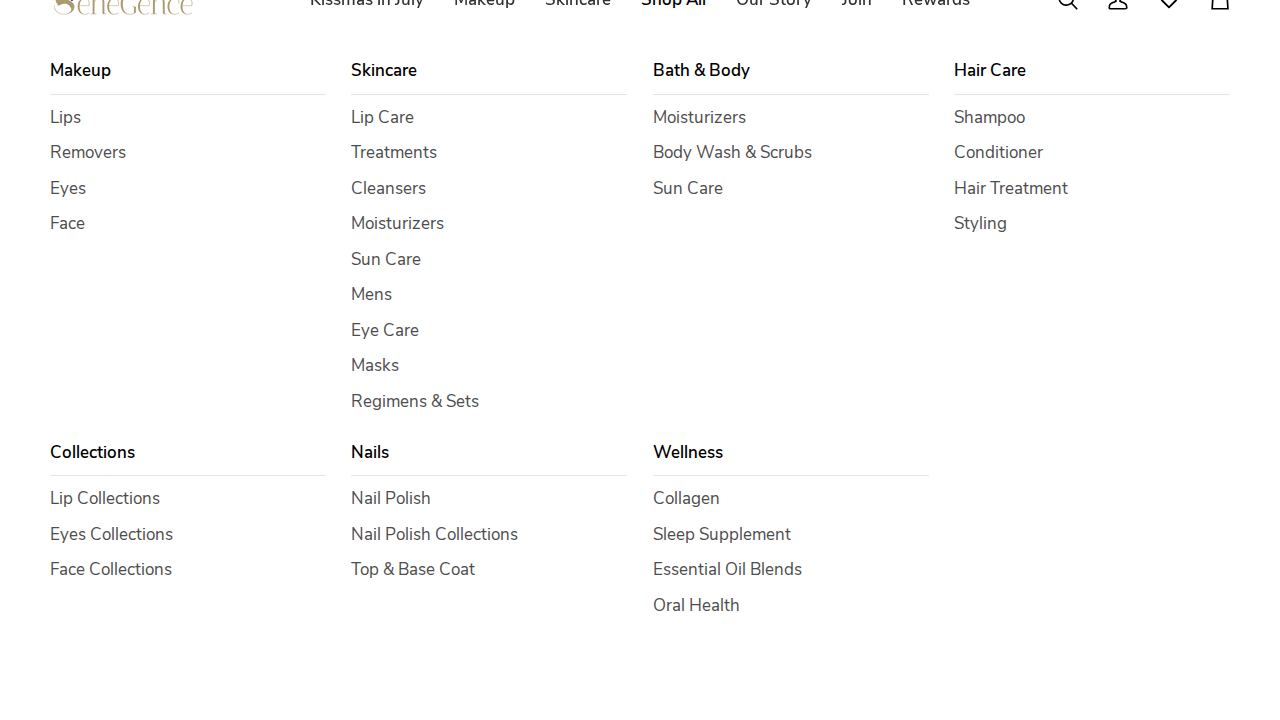 SeneGence
Kissmas in July
Makeup
Skincare
Shop All
Our Story
Join
Rewards
Makeup
Lips
Removers
Eyes
Face
Skincare
Lip Care
Treatments
Cleansers
Moisturizers
Sun Care
Mens
Eye Care
Masks
Regimens & Sets
Bath & Body
Moisturizers
Body Wash & Scrubs
Sun Care
Hair Care
Shampoo
Conditioner
Hair Treatment
Styling
Collections
Lip Collections
Eyes Collections
Face Collections
Nails
Nail Polish
Nail Polish Collections
Top & Base Coat
Wellness
Collagen
Sleep Supplement
Essential Oil Blends
Oral Health